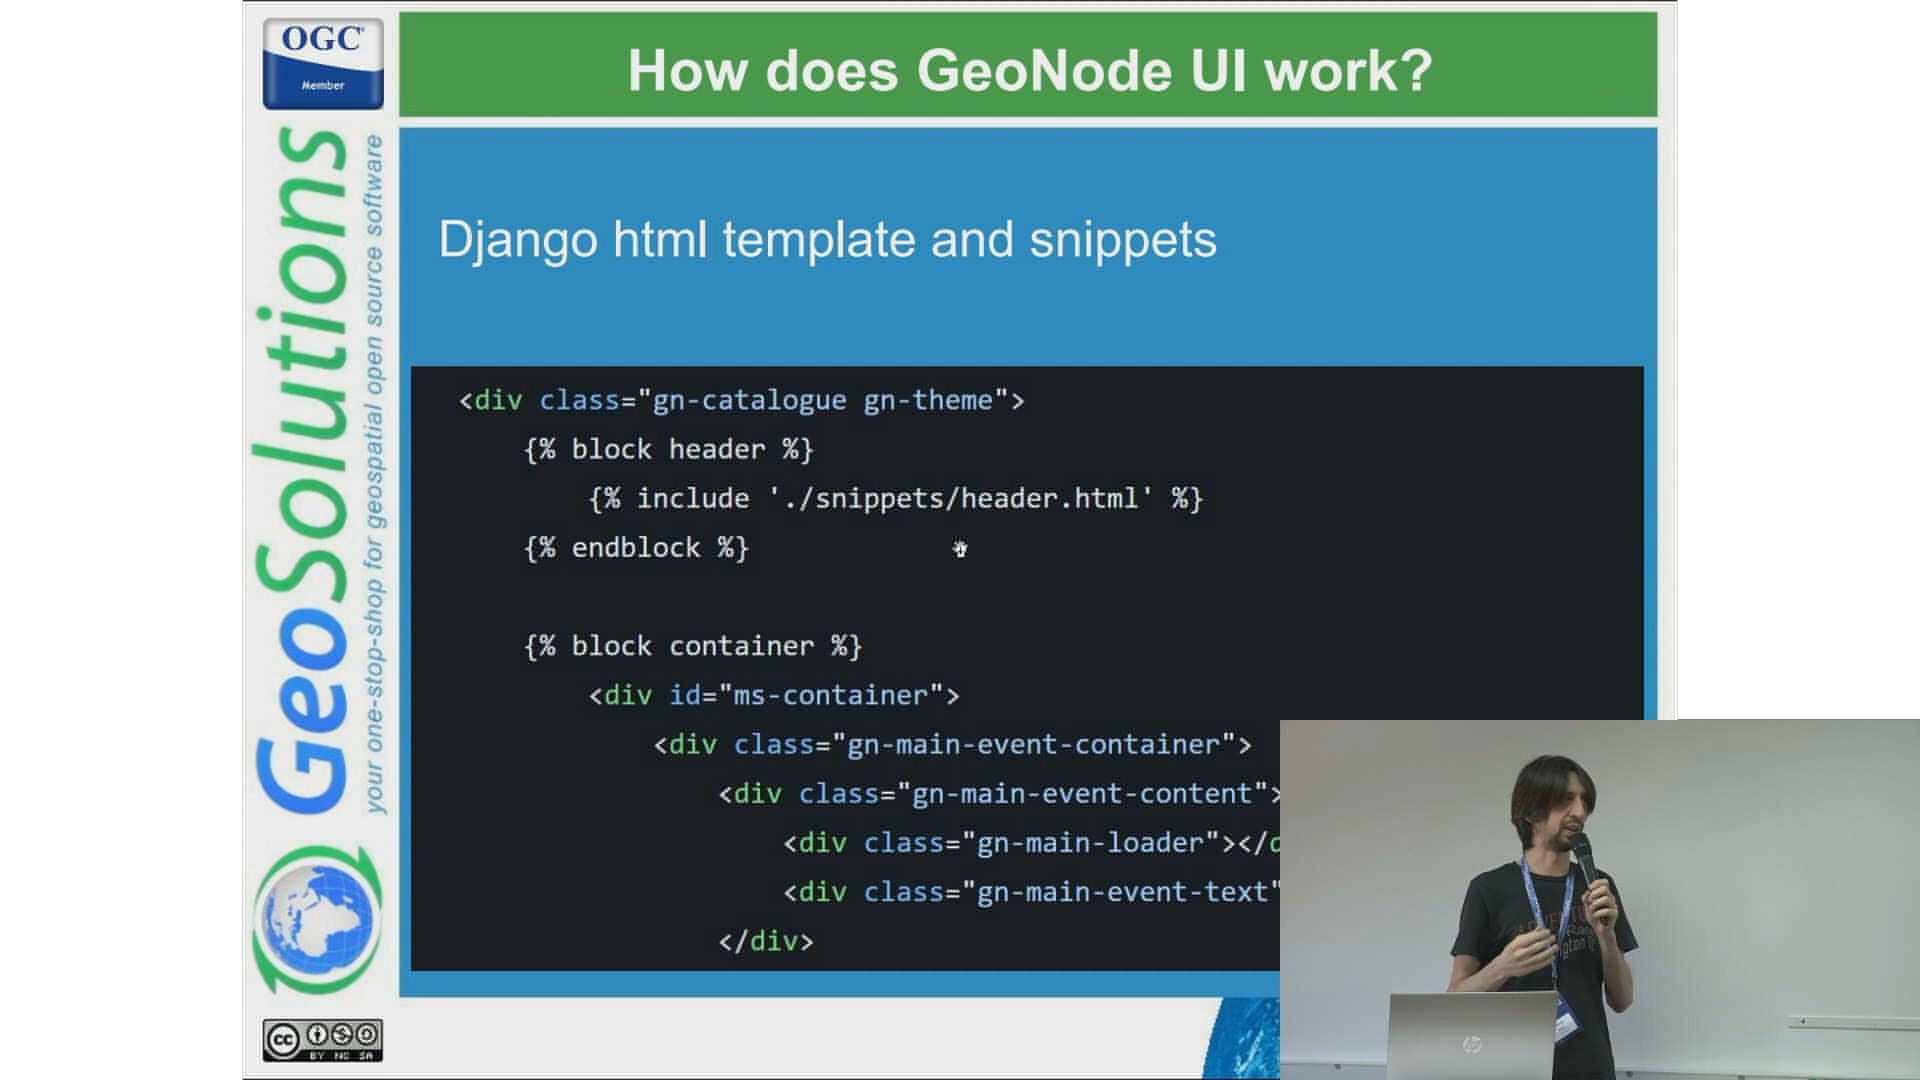 OGC
Member
How does GeoNode UI work?
GeoSolutions
your one-stop-shop for geospatial open source software
Django html template and snippets
<div class="gn-catalogue gn-theme">
{% block header %}
{% include './snippets/header.html' %}
{% endblock %}
{% block container %}
<div id="ms-container">
<div class="gn-main-event-container">
<div class="gn-main-event-content">
<div class="gn-main-loader"></d
<div class="gn-main-event-text"
</div>
cc
BY NC SA
hp